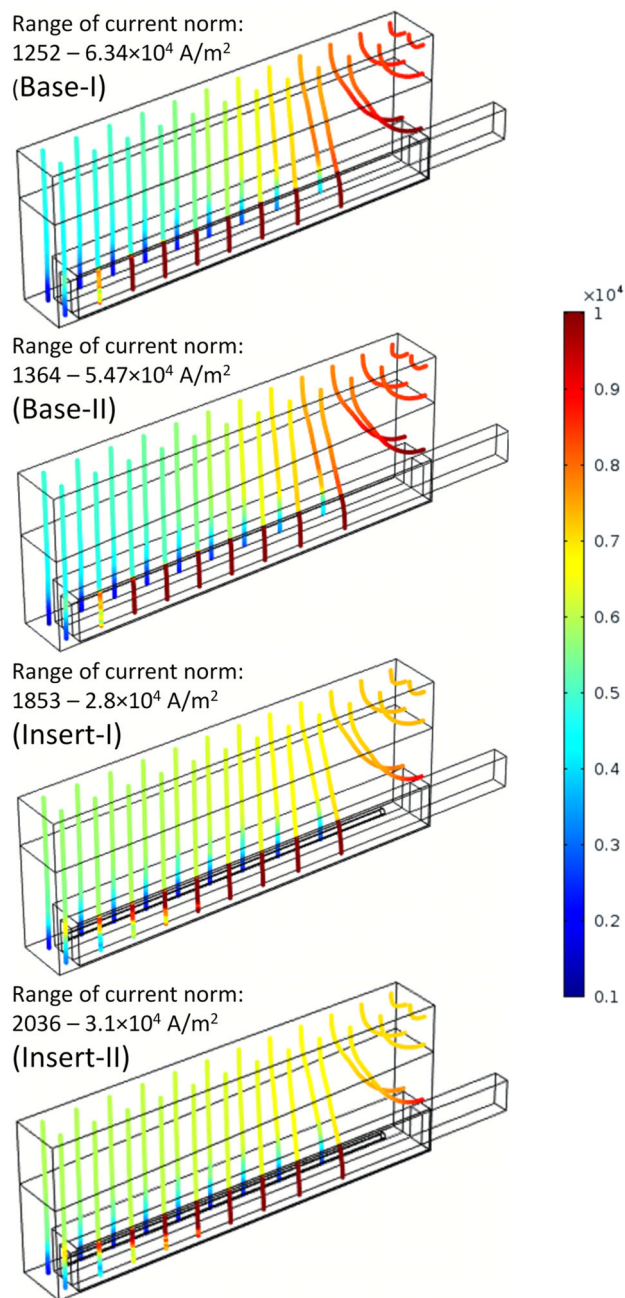 Range of current norm:
1252 – 6.34×10⁴ A/m²
(Base-I)
Range of current norm:
1364 – 5.47×10⁴ A/m²
(Base-II)
Range of current norm:
1853 – 2.8×10⁴ A/m²
(Insert-I)
Range of current norm:
2036 – 3.1×10⁴ A/m²
(Insert-II)
×10⁴
1
0.9
0.8
0.7
0.6
0.5
0.4
0.3
0.2
0.1